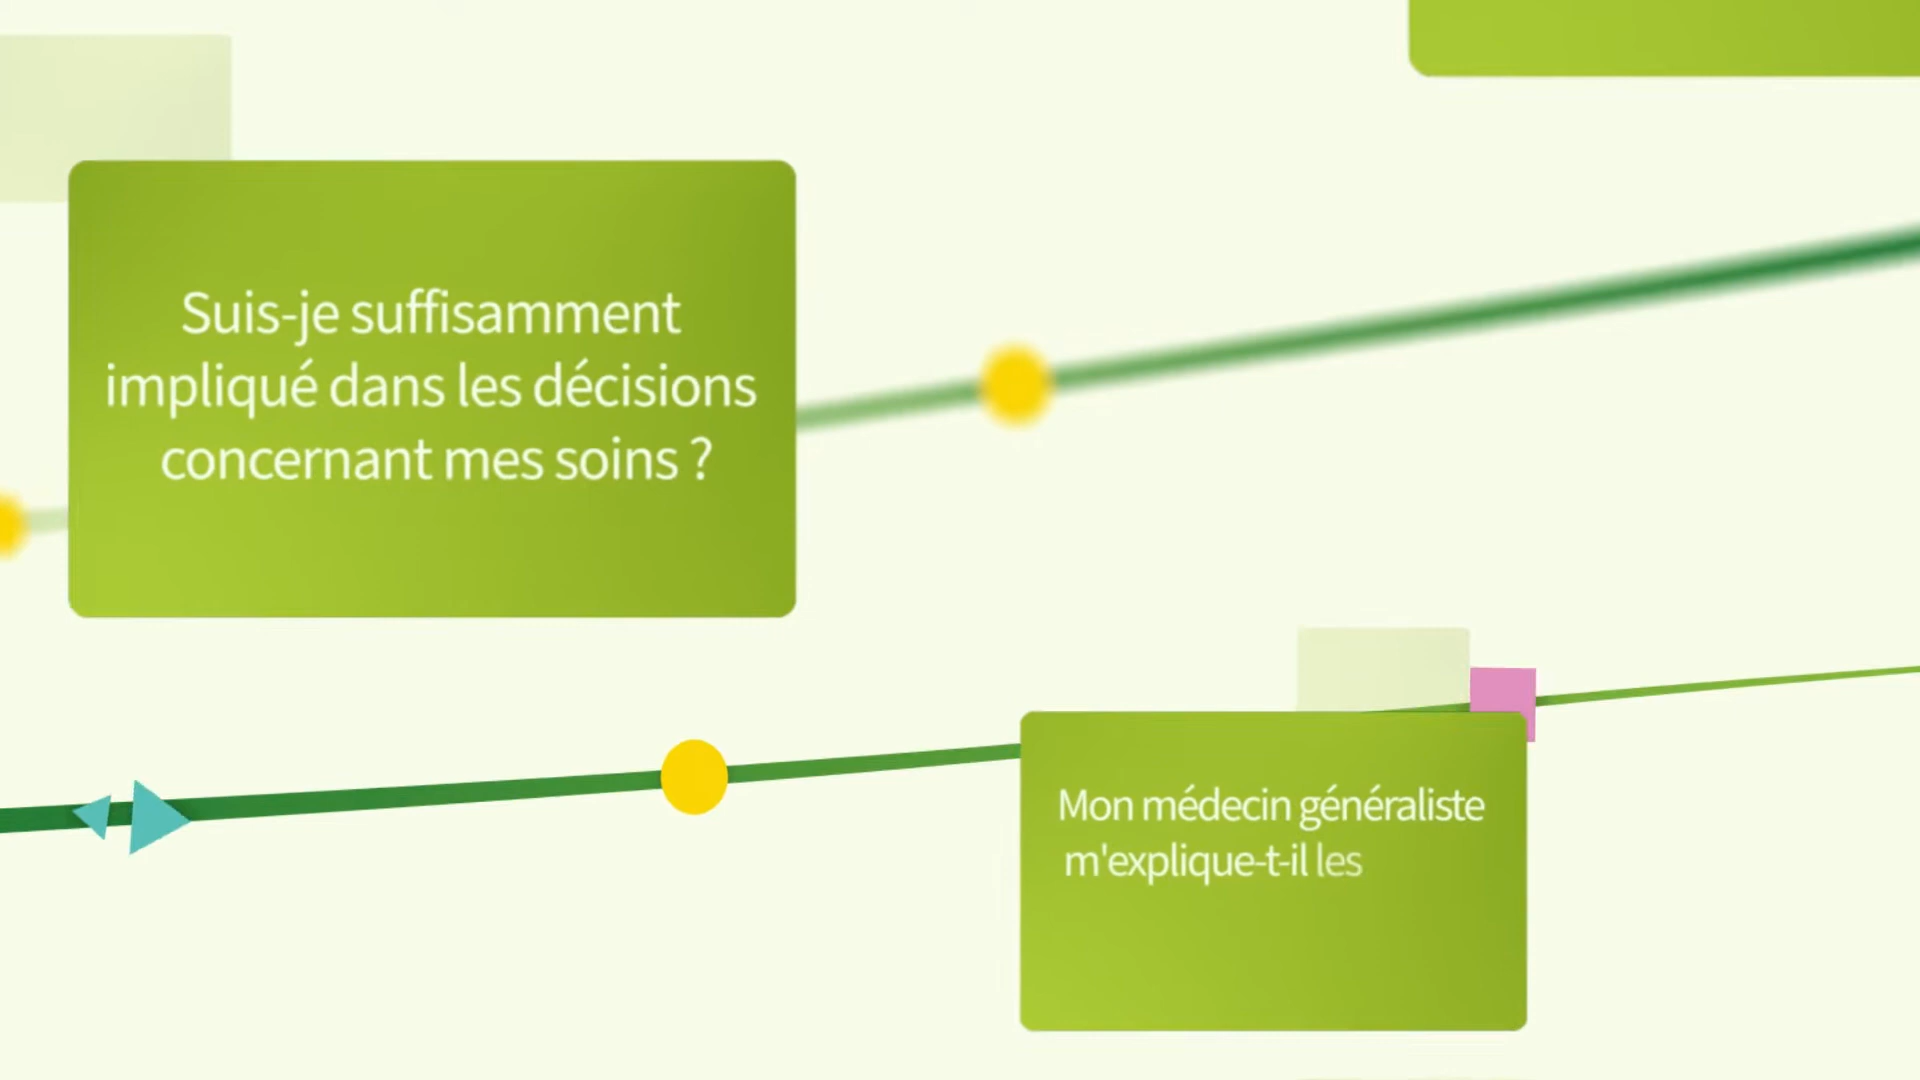 Suis-je suffisamment
impliqué dans les décisions
concernant mes soins ?
Mon médecin généraliste
m'explique-t-il les